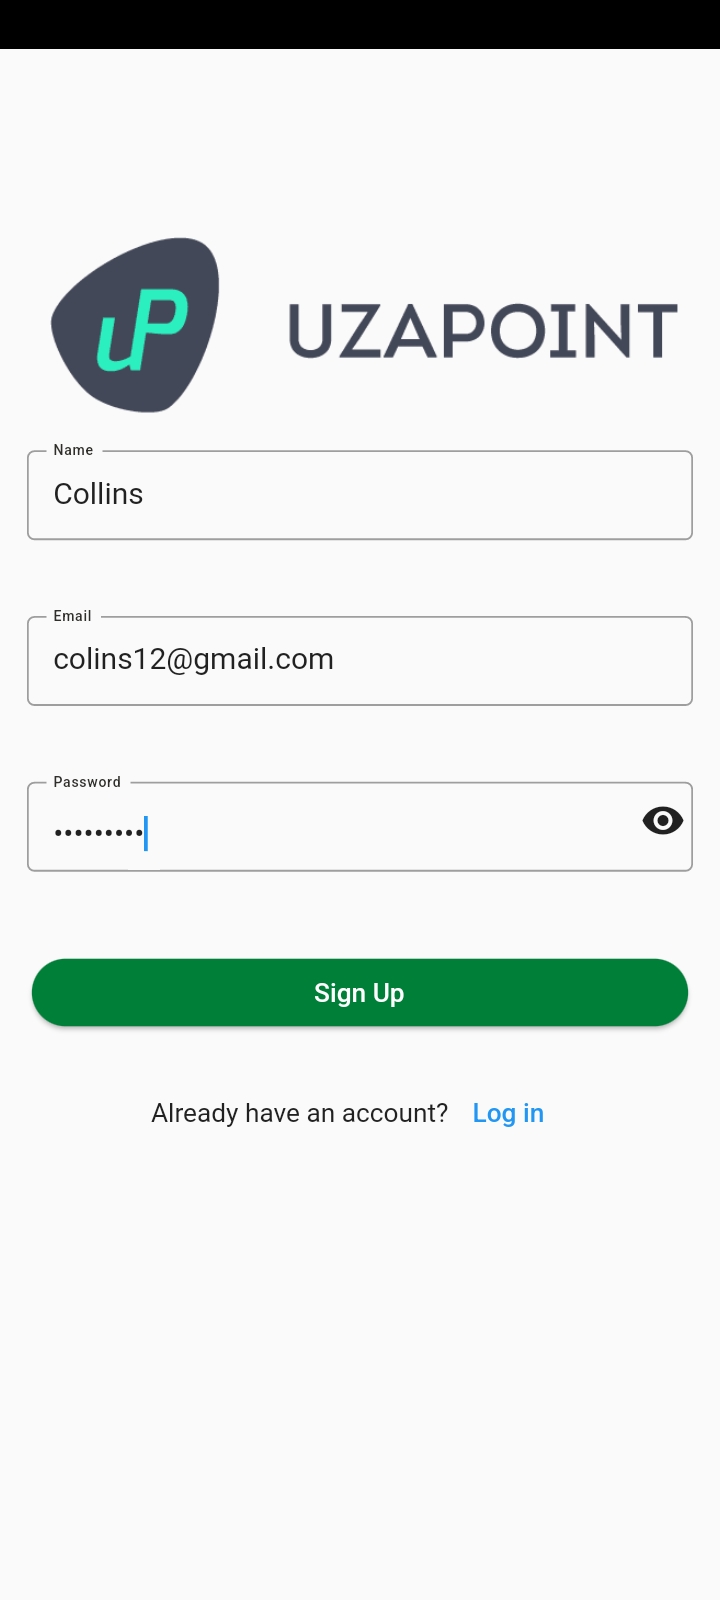 uP UZAPOINT
Name
Collins
Email
colins12@gmail.com
Password
•••••••••
Sign Up
Already have an account? Log in